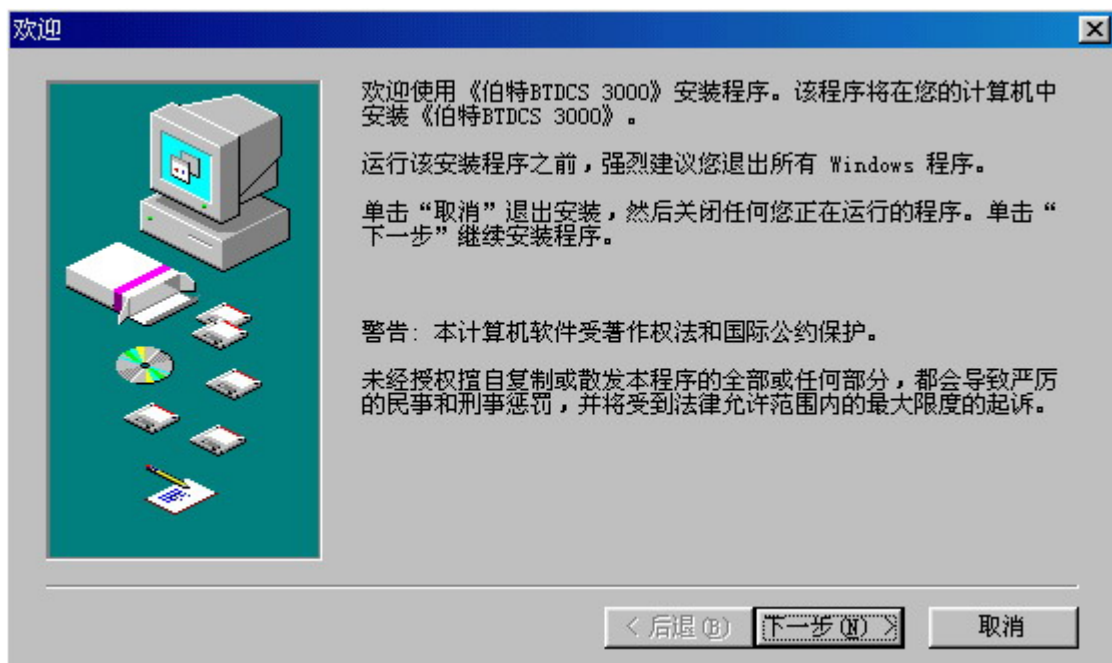 欢迎
欢迎使用《伯特BTDCS 3000》安装程序。该程序将在您的计算机中
安装《伯特BTDCS 3000》。
运行该安装程序之前，强烈建议您退出所有 Windows 程序。
单击“取消”退出安装，然后关闭任何您正在运行的程序。单击“
下一步”继续安装程序。
警告: 本计算机软件受著作权法和国际公约保护。
未经授权擅自复制或散发本程序的全部或任何部分，都会导致严厉
的民事和刑事惩罚，并将受到法律允许范围内的最大限度的起诉。
< 后退(B) 下一步(N) > 取消